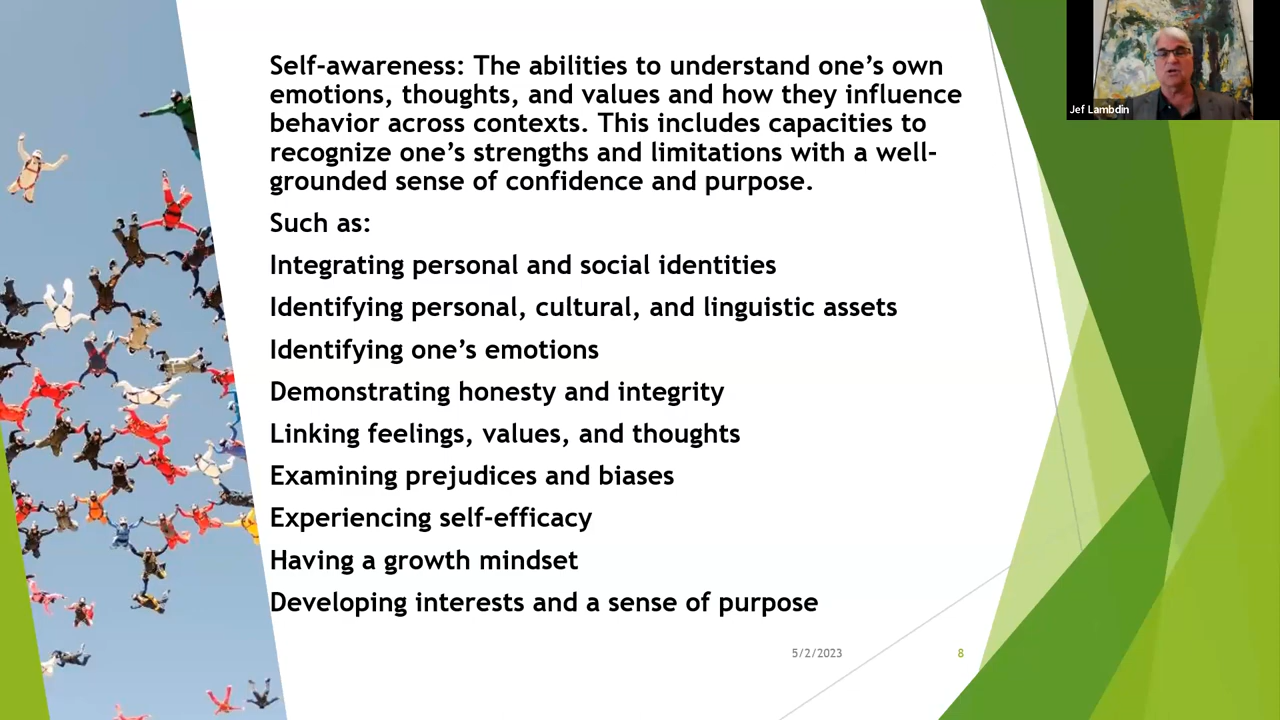 Self-awareness: The abilities to understand one’s own
emotions, thoughts, and values and how they influence
behavior across contexts. This includes capacities to
recognize one’s strengths and limitations with a well-
grounded sense of confidence and purpose.
Such as:
Integrating personal and social identities
Identifying personal, cultural, and linguistic assets
Identifying one’s emotions
Demonstrating honesty and integrity
Linking feelings, values, and thoughts
Examining prejudices and biases
Experiencing self-efficacy
Having a growth mindset
Developing interests and a sense of purpose
5/2/2023
8
Jef Lambdin